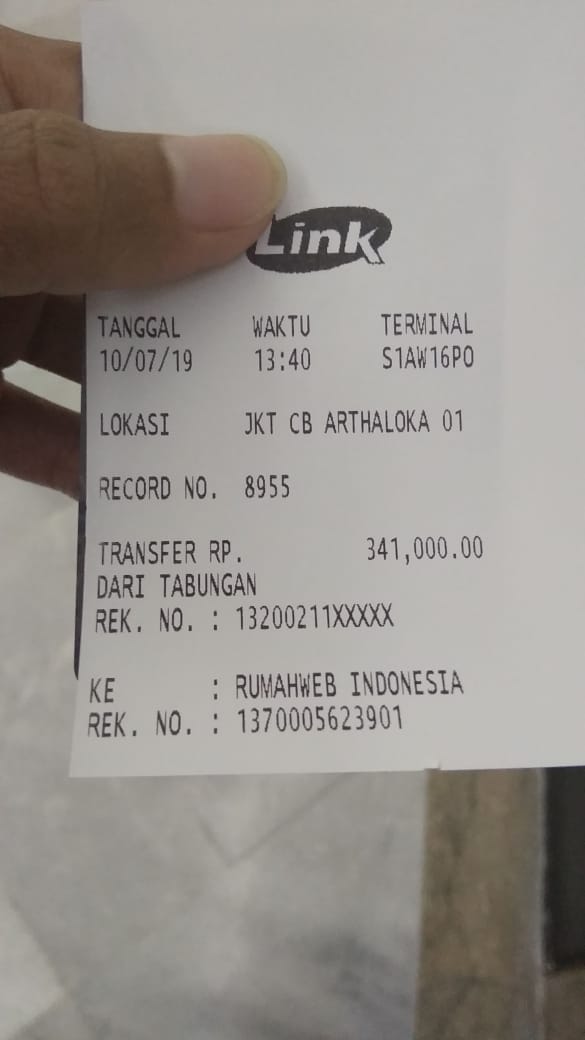 Link
TANGGAL WAKTU TERMINAL
10/07/19 13:40 S1AW16PO
LOKASI JKT CB ARTHALOKA 01
RECORD NO. 8955
TRANSFER RP. 341,000.00
DARI TABUNGAN
REK. NO. : 13200211XXXXX
KE : RUMAHWEB INDONESIA
REK. NO. : 1370005623901